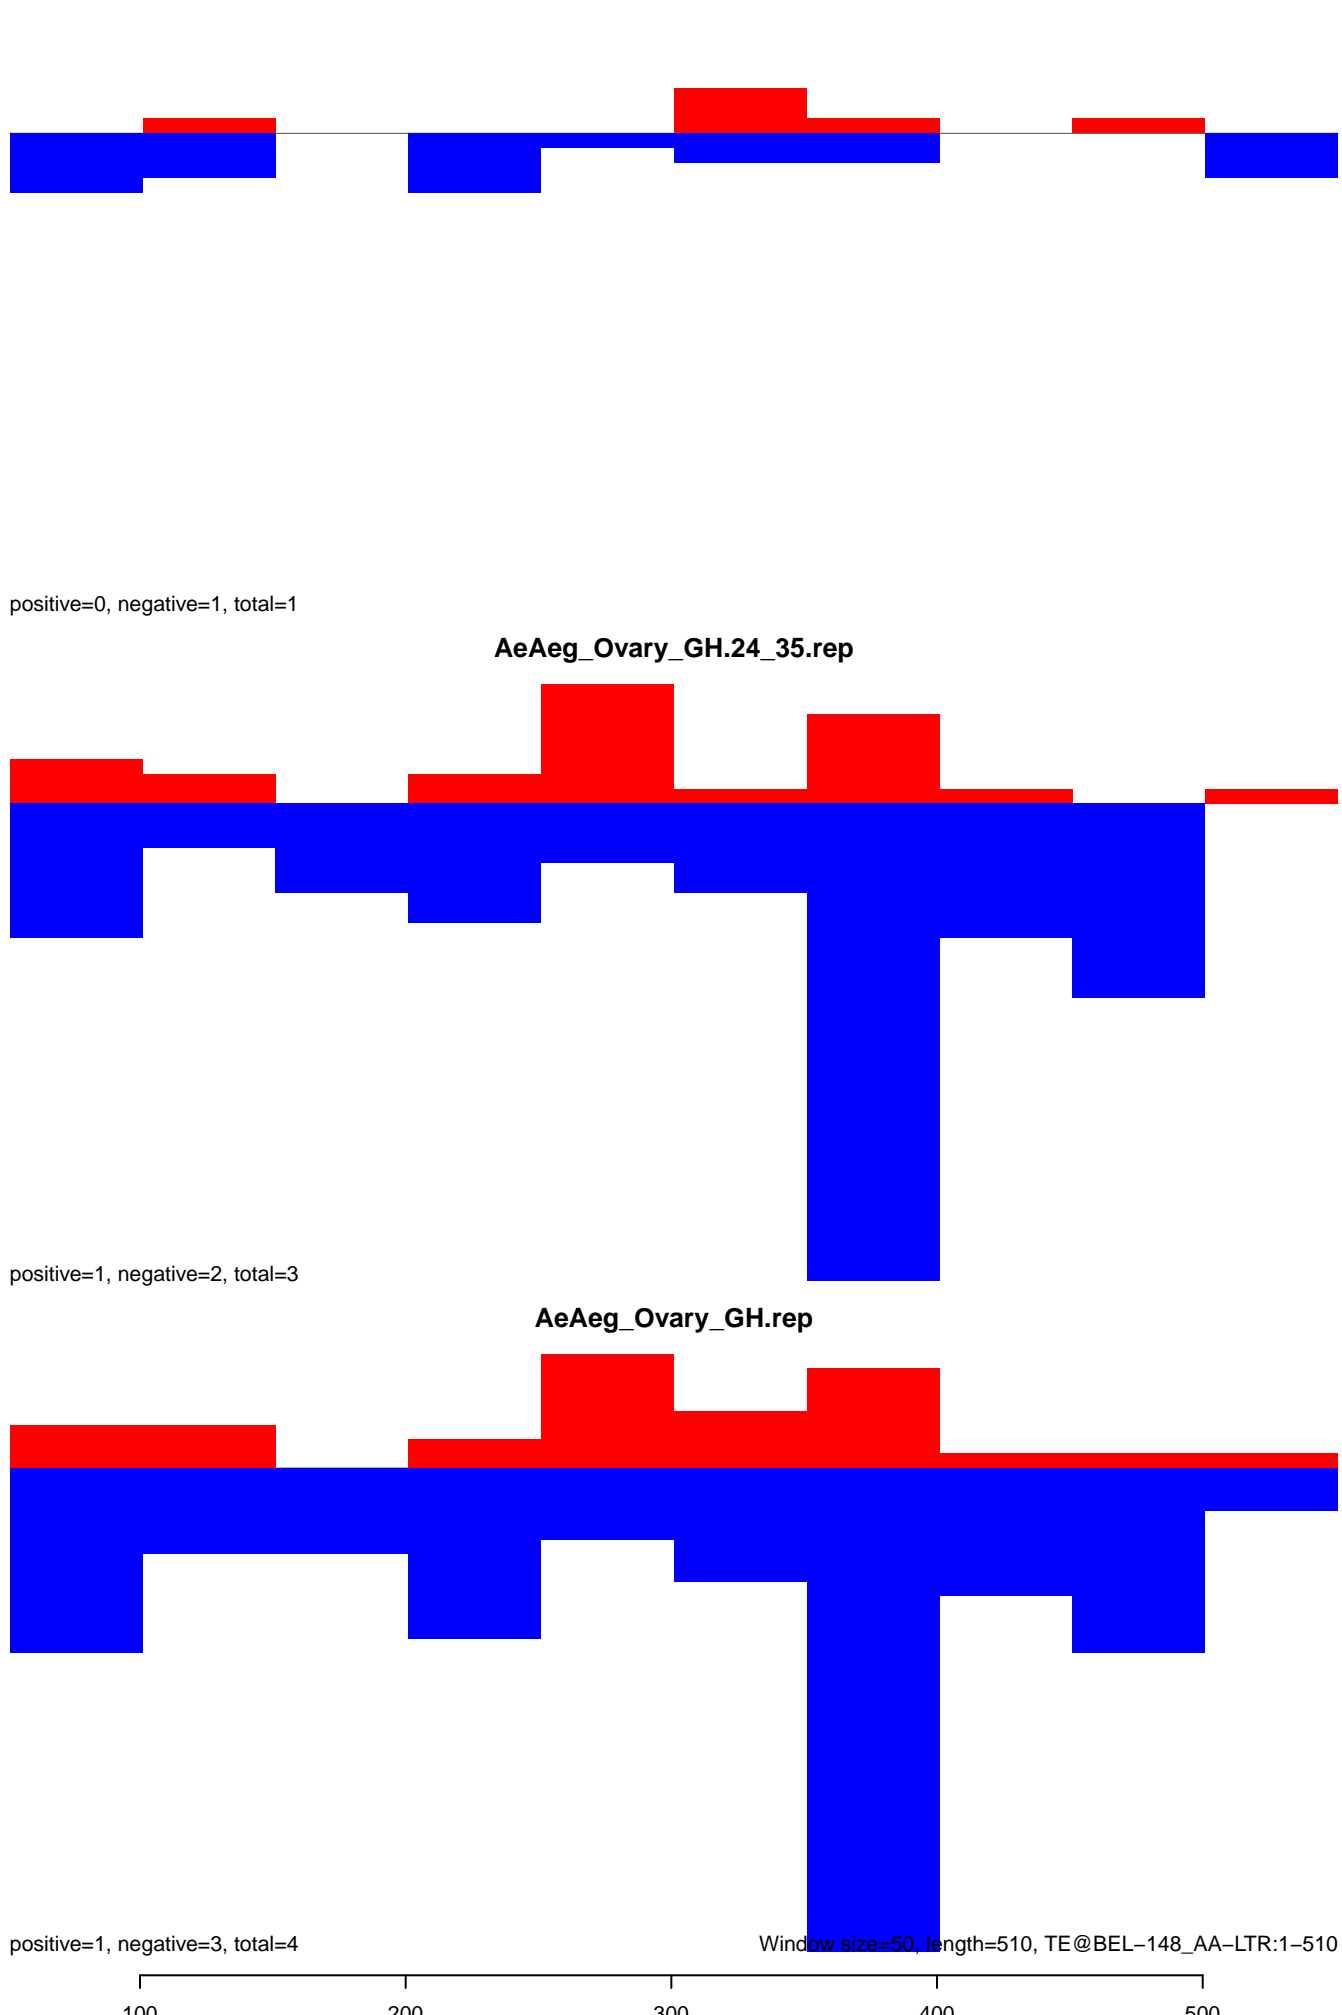 positive=0, negative=1, total=1
AeAeg_Ovary_GH.24_35.rep
positive=1, negative=2, total=3
AeAeg_Ovary_GH.rep
positive=1, negative=3, total=4
Window size=50, length=510, TE@BEL−148_AA−LTR:1−510
100 200 300 400 500